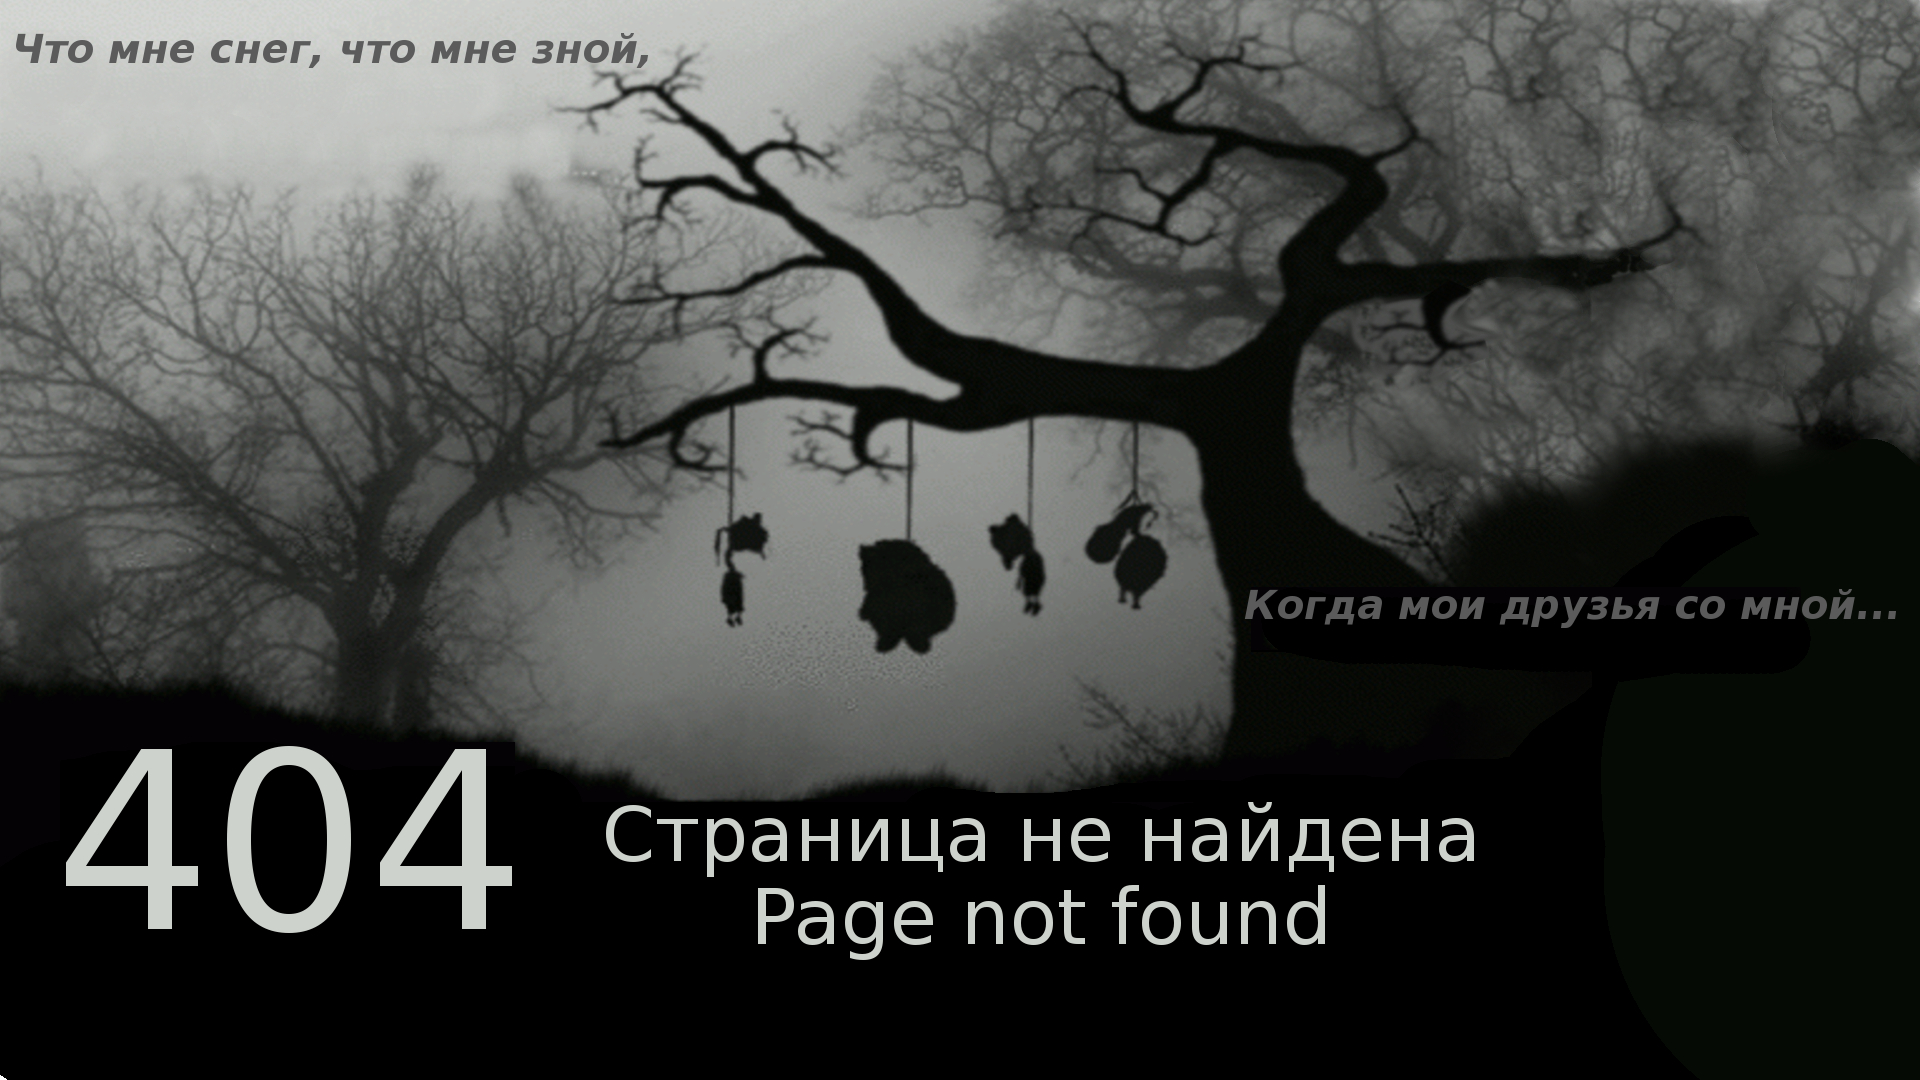 Что мне снег, что мне зной,
Когда мои друзья со мной...
404
Страница не найдена
Page not found